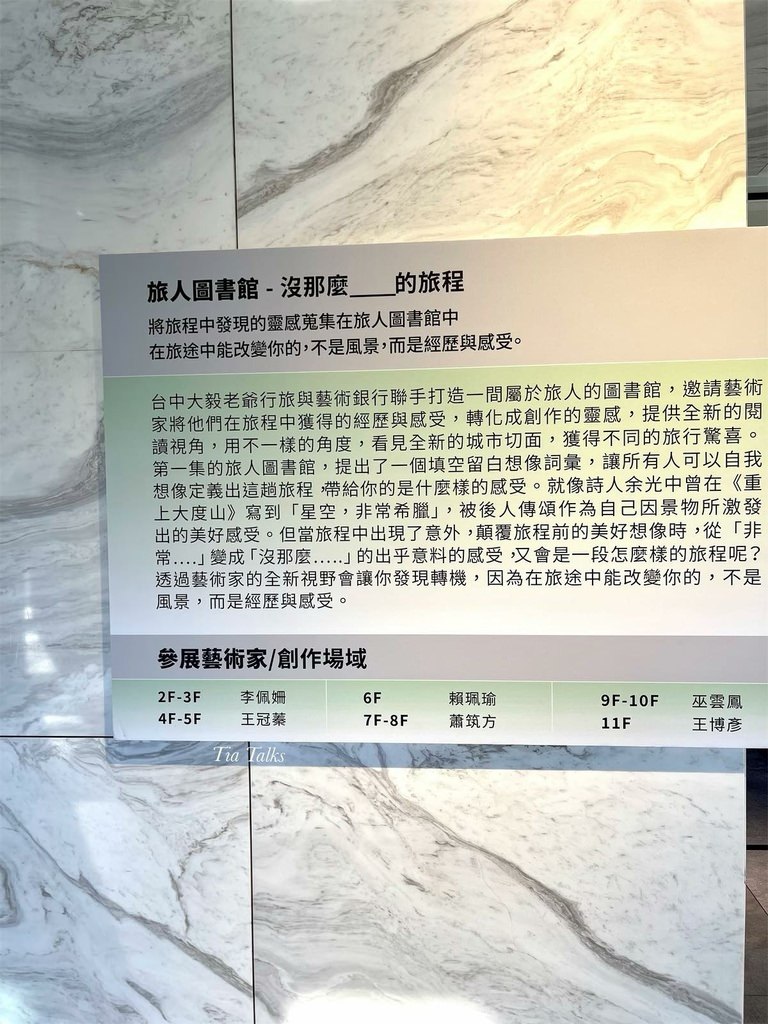 旅人圖書館 - 沒那麼____的旅程
將旅程中發現的靈感蒐集在旅人圖書館中
在旅途中能改變你的，不是風景，而是經歷與感受。
台中大毅老爺行旅與藝術銀行聯手打造一間屬於旅人的圖書館，邀請藝術
家將他們在旅程中獲得的經歷與感受，轉化成創作的靈感，提供全新的閱
讀視角，用不一樣的角度，看見全新的城市切面，獲得不同的旅行驚喜。
第一集的旅人圖書館，提出了一個填空留白想像詞彙，讓所有人可以自我
想像定義出這趟旅程，帶給你的是什麼樣的感受。就像詩人余光中曾在《重
上大度山》寫到「星空，非常希臘」，被後人傳頌作為自己因景物所激發
出的美好感受。但當旅程中出現了意外，顛覆旅程前的美好想像時，從「非
常....」變成「沒那麼.....」的出乎意料的感受，又會是一段怎麼樣的旅程呢？
透過藝術家的全新視野會讓你發現轉機，因為在旅途中能改變你的，不是
風景，而是經歷與感受。
參展藝術家/創作場域
2F-3F 李佩姍 6F 賴珮瑜 9F-10F 巫雲鳳
4F-5F 王冠蓁 7F-8F 蕭筑方 11F 王博彥
Tia Talks